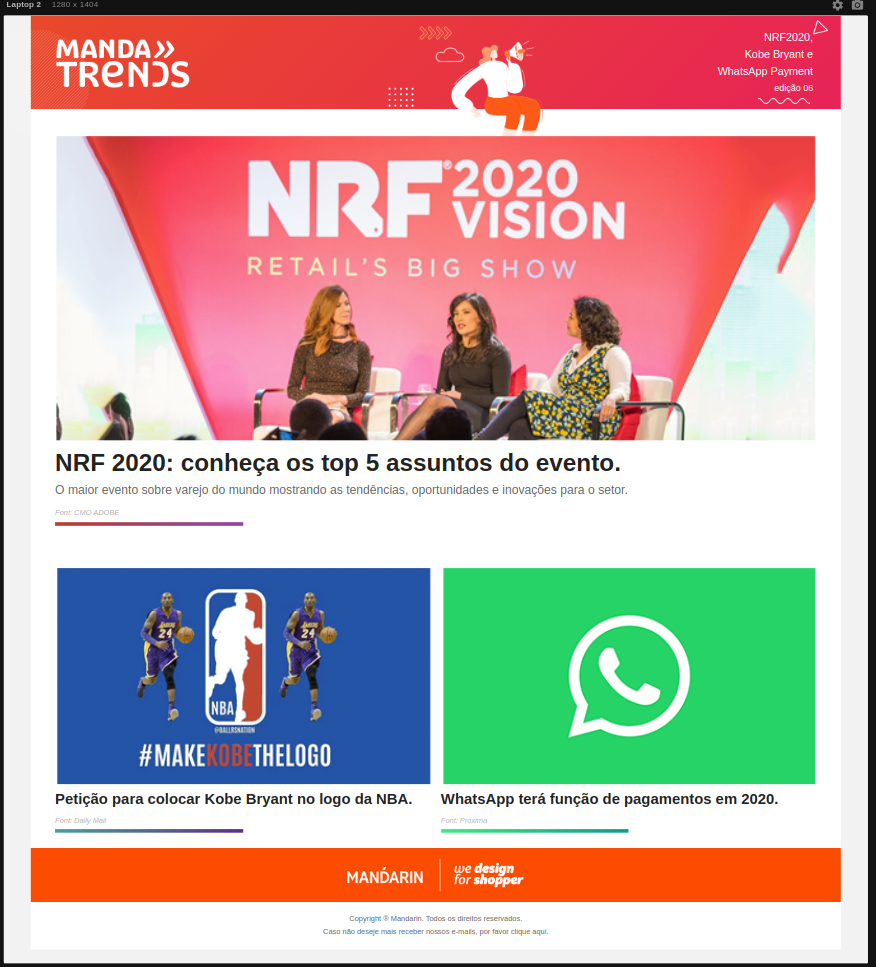 Laptop 2 1280 x 1404
MANDA
TRENDS
NRF2020,
Kobe Bryant e
WhatsApp Payment
edição 06
NRF® 2020
VISION
RETAIL'S BIG SHOW
NRF 2020: conheça os top 5 assuntos do evento.
O maior evento sobre varejo do mundo mostrando as tendências, oportunidades e inovações para o setor.
Font: CMO ADOBE
LAKERS
24
NBA
LAKERS
24
@BALLRSNATION
#MAKEKOBETHELOGO
Petição para colocar Kobe Bryant no logo da NBA.
Font: Daily Mail
WhatsApp terá função de pagamentos em 2020.
Font: Proxima
MANDARIN
we design
for shopper
Copyright ® Mandarin. Todos os direitos reservados.
Caso não deseje mais receber nossos e-mails, por favor clique aqui.